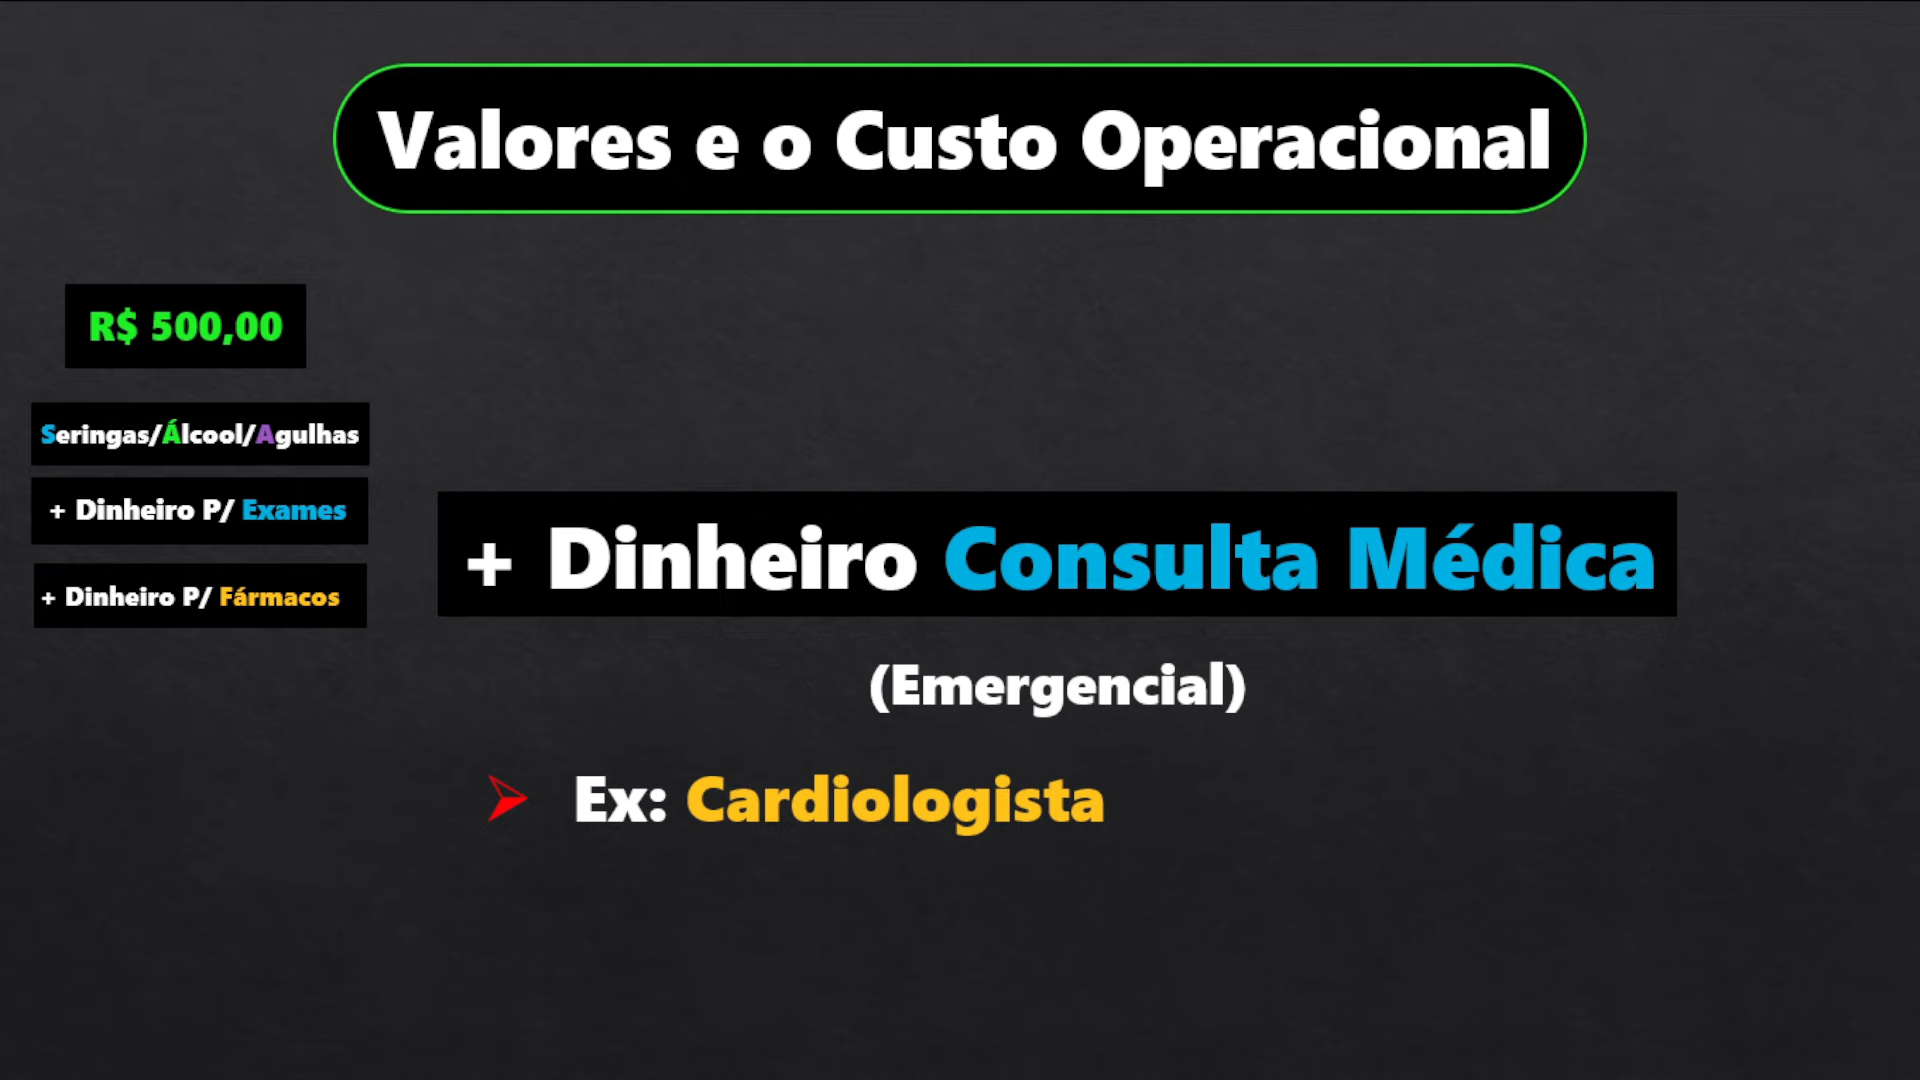 Valores e o Custo Operacional
R$ 500,00
Seringas/Álcool/Agulhas
+ Dinheiro P/ Exames
+ Dinheiro P/ Fármacos
+ Dinheiro Consulta Médica
(Emergencial)
Ex: Cardiologista